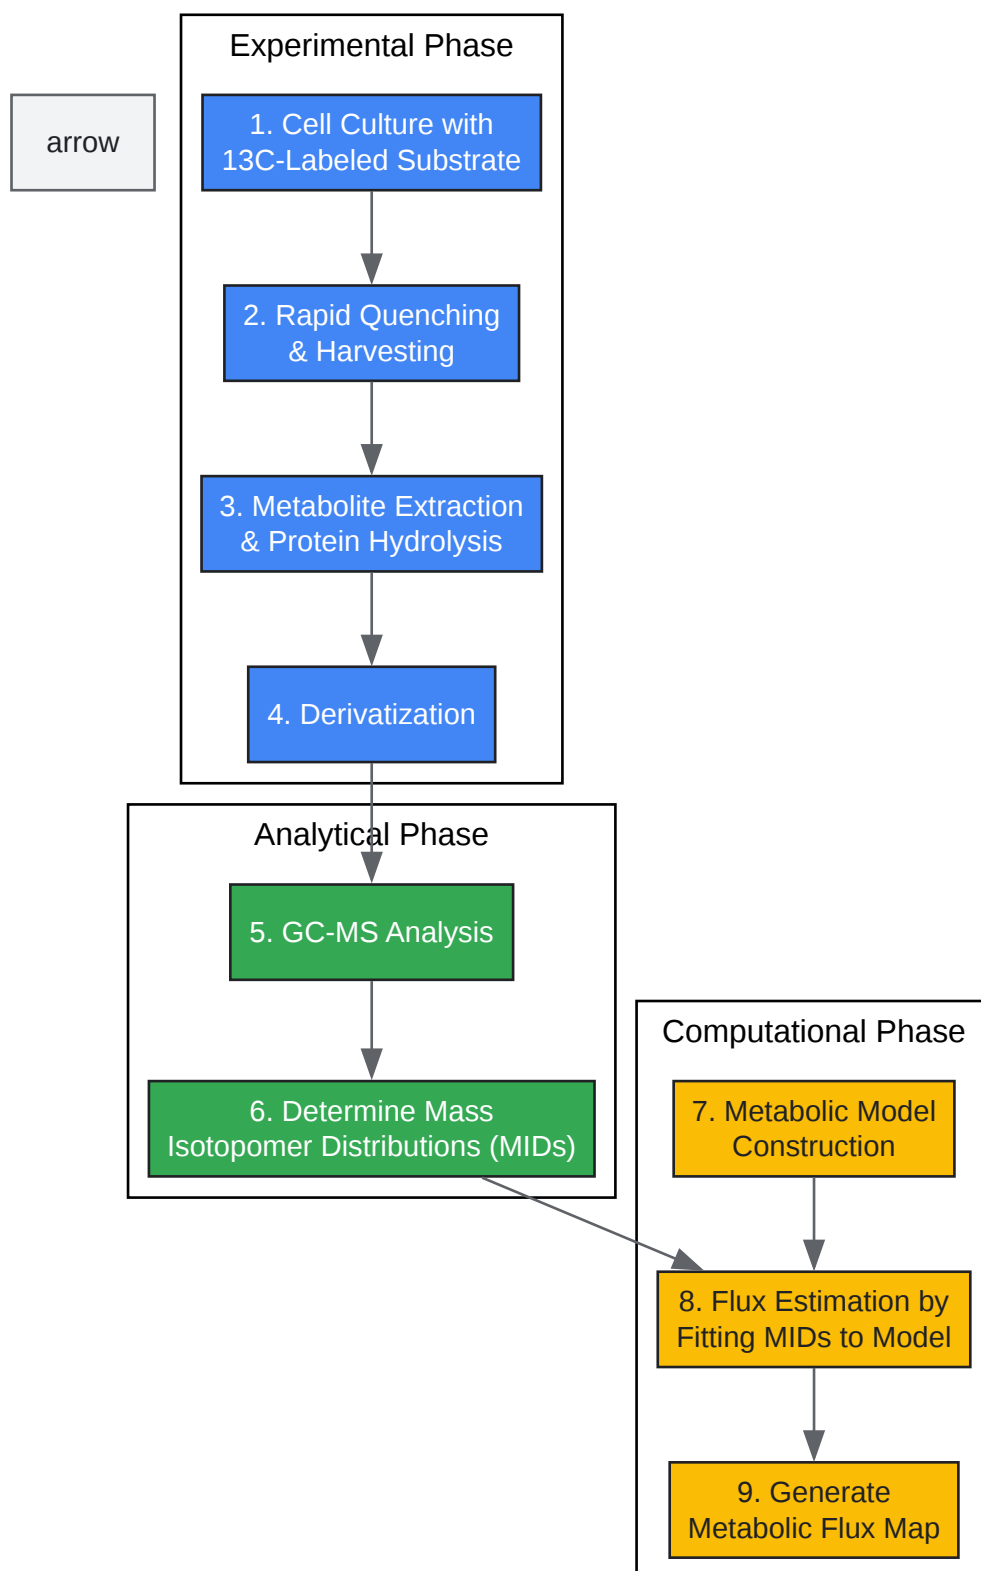 Experimental Phase
arrow
1. Cell Culture with
13C-Labeled Substrate
2. Rapid Quenching
& Harvesting
3. Metabolite Extraction
& Protein Hydrolysis
4. Derivatization
Analytical Phase
5. GC-MS Analysis
6. Determine Mass
Isotopomer Distributions (MIDs)
Computational Phase
7. Metabolic Model
Construction
8. Flux Estimation by
Fitting MIDs to Model
9. Generate
Metabolic Flux Map